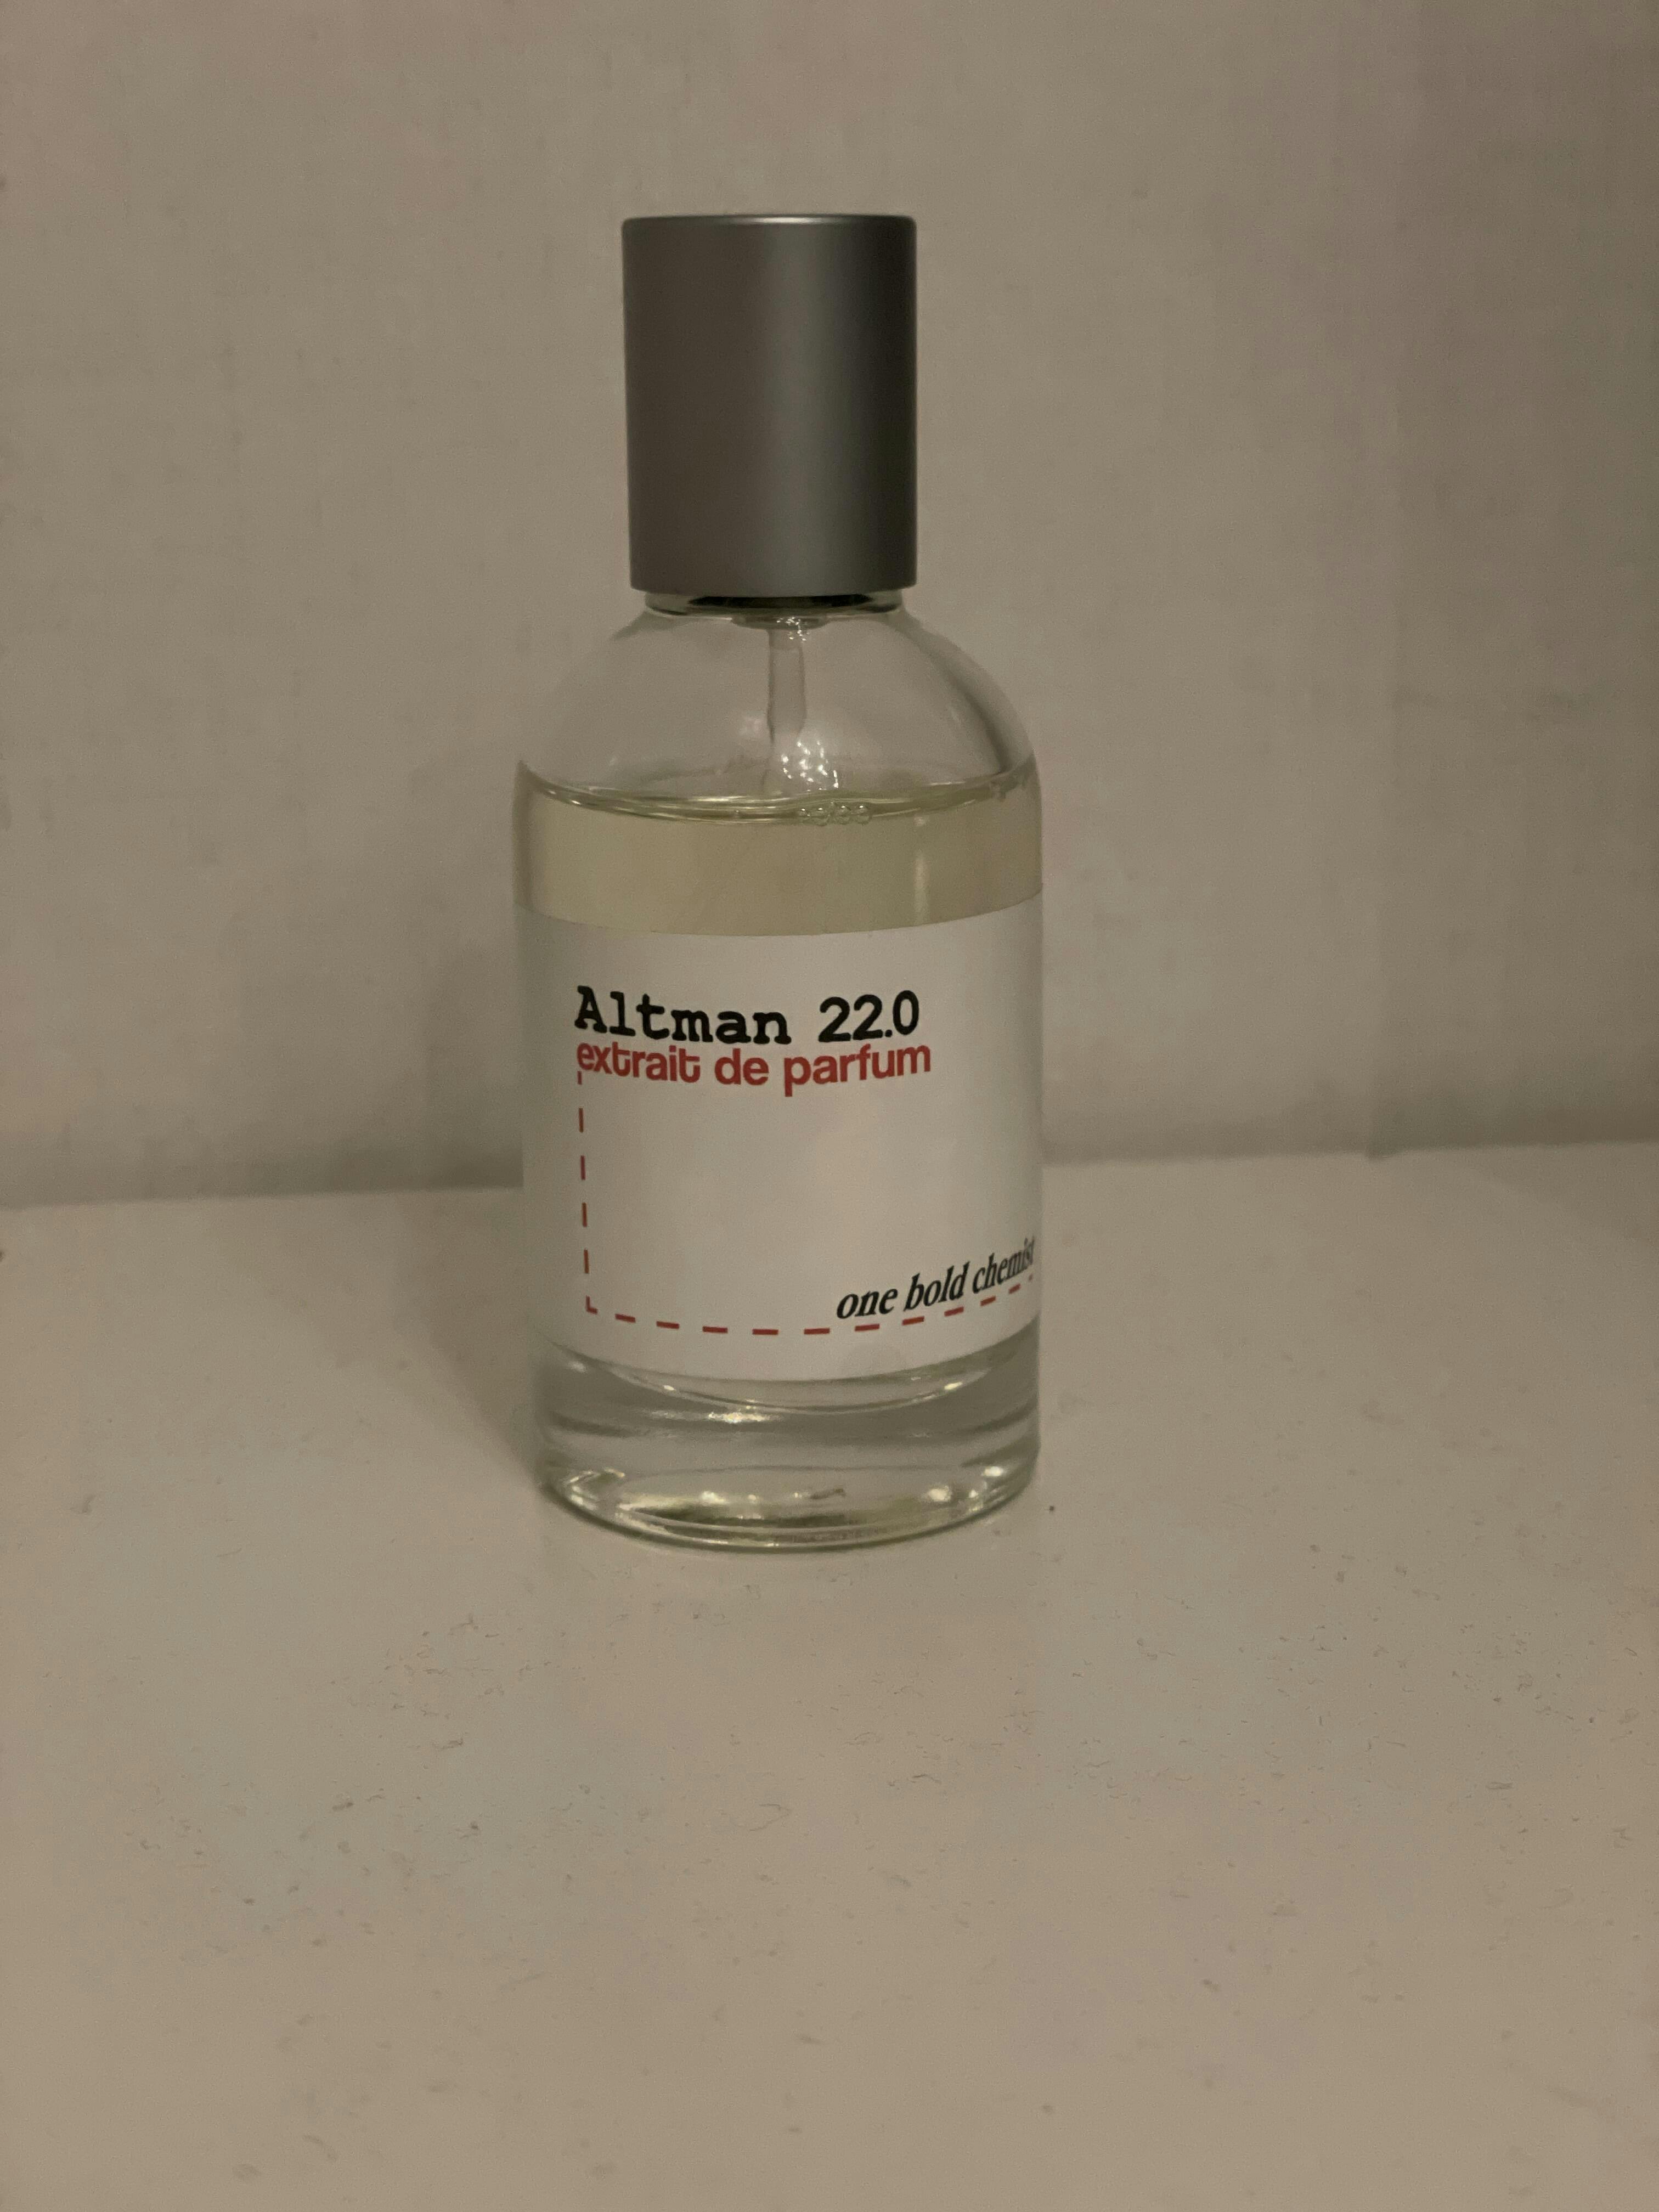 Altman 22.0
extrait de parfum
one bold chemist